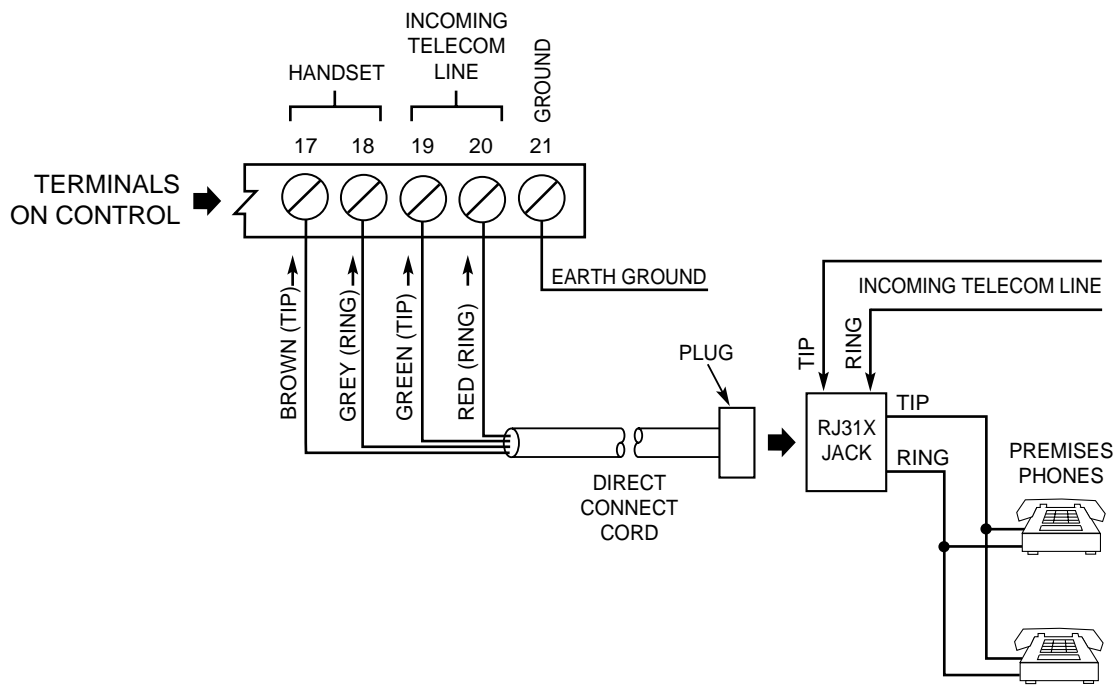 INCOMING
TELECOM
LINE
HANDSET
GROUND
17 18 19 20 21
TERMINALS
ON CONTROL
BROWN (TIP)
GREY (RING)
GREEN (TIP)
RED (RING)
EARTH GROUND
INCOMING TELECOM LINE
TIP
RING
PLUG
RJ31X
JACK
TIP
RING
DIRECT
CONNECT
CORD
PREMISES
PHONES